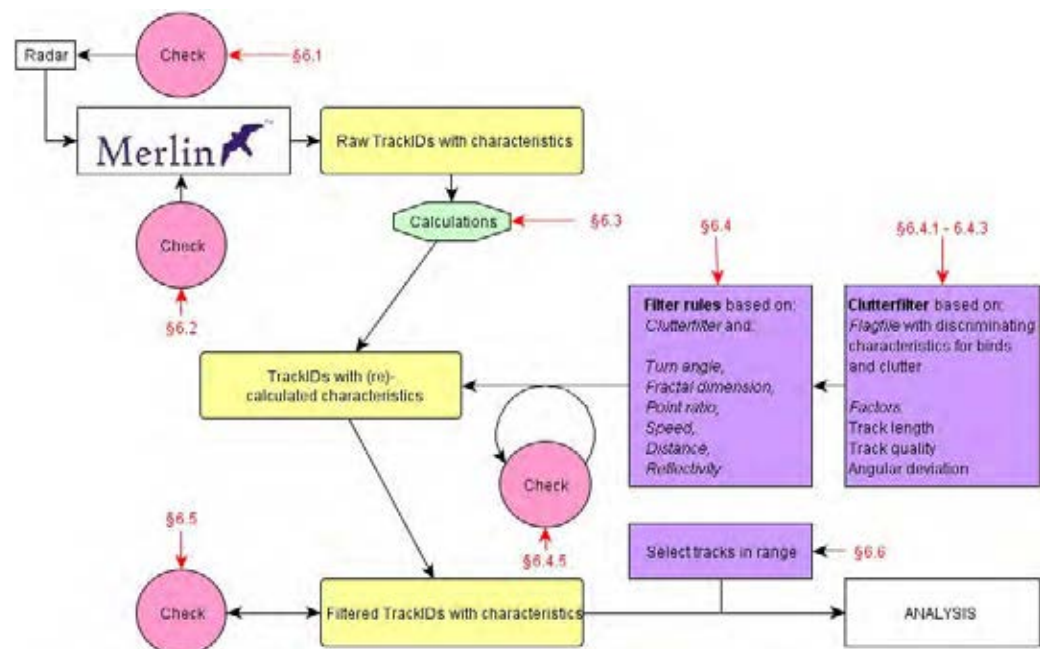 Radar
Check
§6.1
Merlin™
Raw TrackIDs with characteristics
Calculations
§6.3
Check
§6.2
§6.4
§6.4.1 - 6.4.3
Filter rules based on:
Clutterfilter and:
Turn angle,
Fractal dimension,
Point ratio,
Speed,
Distance,
Reflectivity
Clutterfilter based on:
Flagfile with discriminating
characteristics for birds
and clutter
Factors
Track length
Track quality
Angular deviation
TrackIDs with (re)-
calculated characteristics
Check
§6.4.5
§6.5
Check
Filtered TrackIDs with characteristics
Select tracks in range
§6.6
ANALYSIS